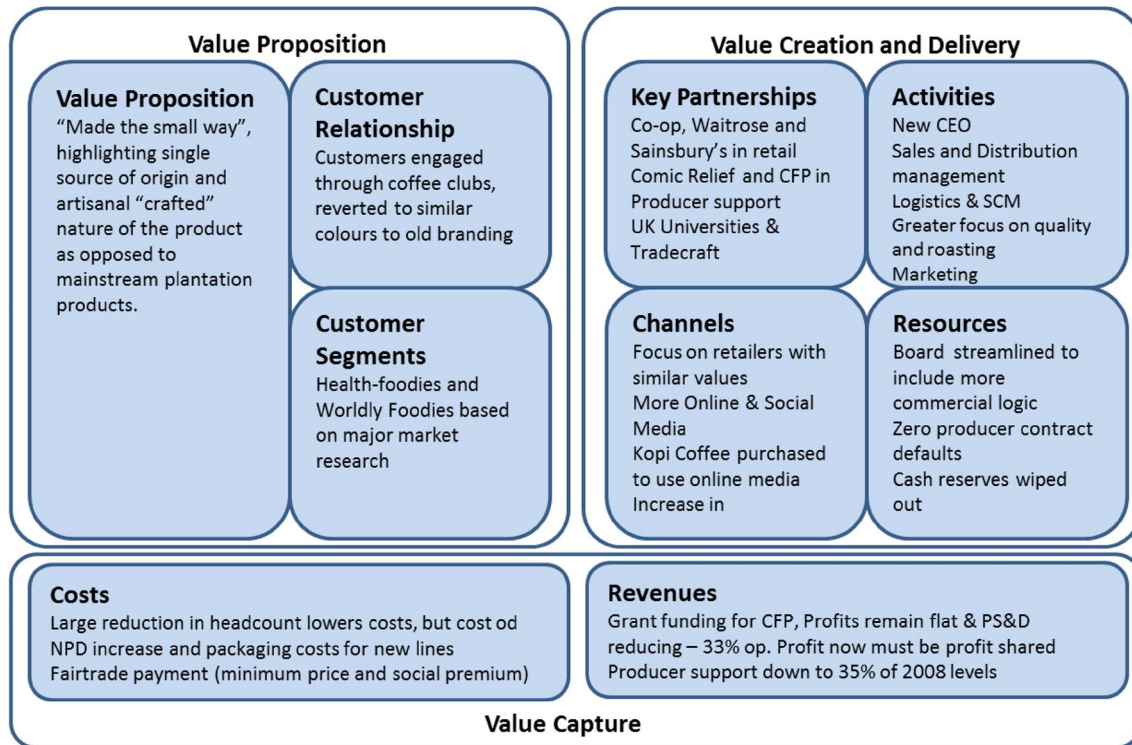 Value Proposition
Value Proposition
“Made the small way”,
highlighting single
source of origin and
artisanal “crafted”
nature of the product
as opposed to
mainstream plantation
products.
Customer
Relationship
Customers engaged
through coffee clubs,
reverted to similar
colours to old branding
Customer
Segments
Health-foodies and
Worldly Foodies based
on major market
research
Value Creation and Delivery
Key Partnerships
Co-op, Waitrose and
Sainsbury’s in retail
Comic Relief and CFP in
Producer support
UK Universities &
Tradecraft
Activities
New CEO
Sales and Distribution
management
Logistics & SCM
Greater focus on quality
and roasting
Marketing
Channels
Focus on retailers with
similar values
More Online & Social
Media
Kopi Coffee purchased
to use online media
Increase in
Resources
Board streamlined to
include more
commercial logic
Zero producer contract
defaults
Cash reserves wiped
out
Costs
Large reduction in headcount lowers costs, but cost od
NPD increase and packaging costs for new lines
Fairtrade payment (minimum price and social premium)
Revenues
Grant funding for CFP, Profits remain flat & PS&D
reducing – 33% op. Profit now must be profit shared
Producer support down to 35% of 2008 levels
Value Capture